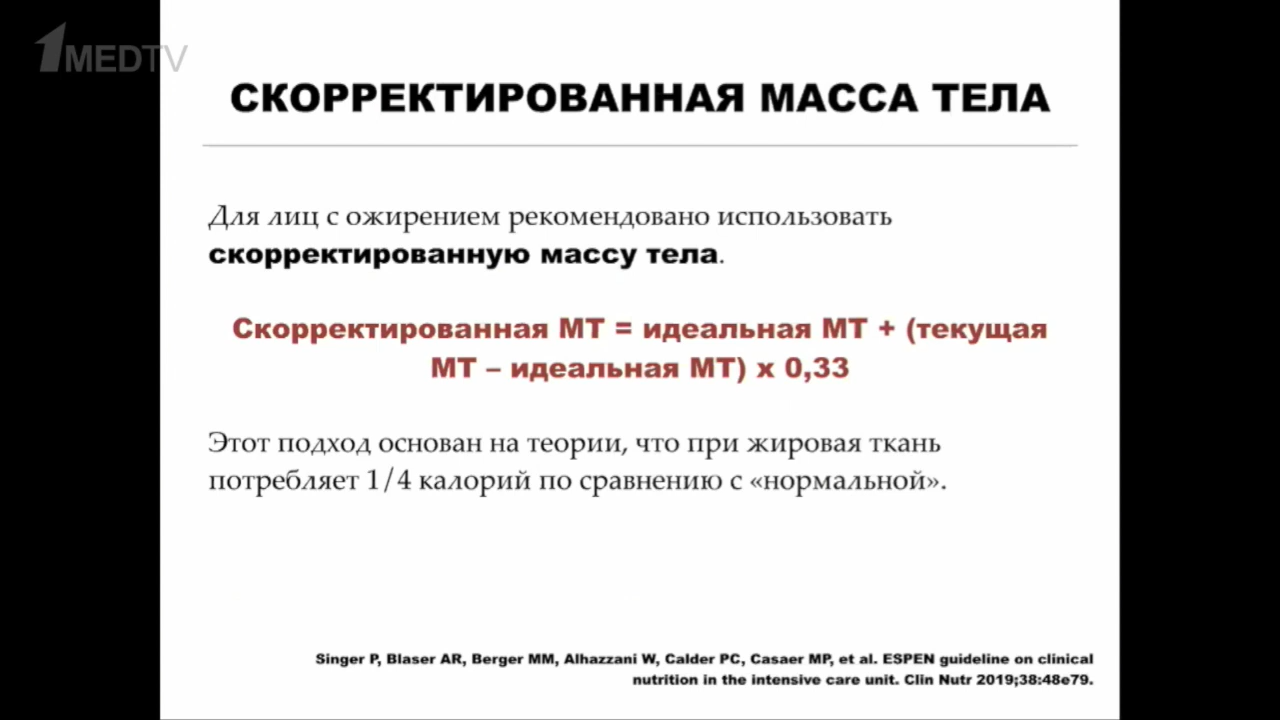 1MEDTV
СКОРРЕКТИРОВАННАЯ МАССА ТЕЛА
Для лиц с ожирением рекомендовано использовать
скорректированную массу тела.
Скорректированная МТ = идеальная МТ + (текущая
МТ – идеальная МТ) х 0,33
Этот подход основан на теории, что при жировая ткань
потребляет 1/4 калорий по сравнению с «нормальной».
Singer P, Blaser AR, Berger MM, Alhazzani W, Calder PC, Casaer MP, et al. ESPEN guideline on clinical
nutrition in the intensive care unit. Clin Nutr 2019;38:48e79.